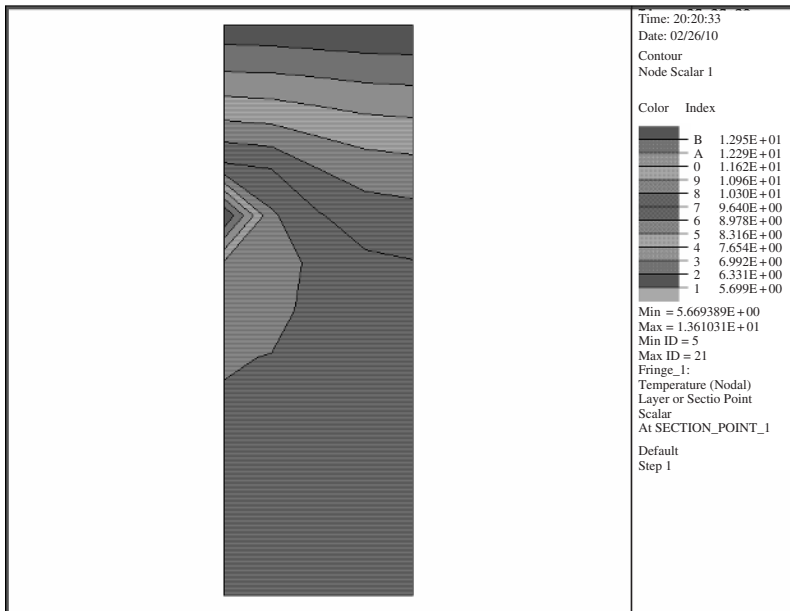 Time: 20:20:33
Date: 02/26/10
Contour
Node Scalar 1
Color Index
B 1.295E+01
A 1.229E+01
0 1.162E+01
9 1.096E+01
8 1.030E+01
7 9.640E+00
6 8.978E+00
5 8.316E+00
4 7.654E+00
3 6.992E+00
2 6.331E+00
1 5.699E+00
Min = 5.669389E+00
Max = 1.361031E+01
Min ID = 5
Max ID = 21
Fringe_1:
Temperature (Nodal)
Layer or Sectio Point
Scalar
At SECTION_POINT_1
Default
Step 1